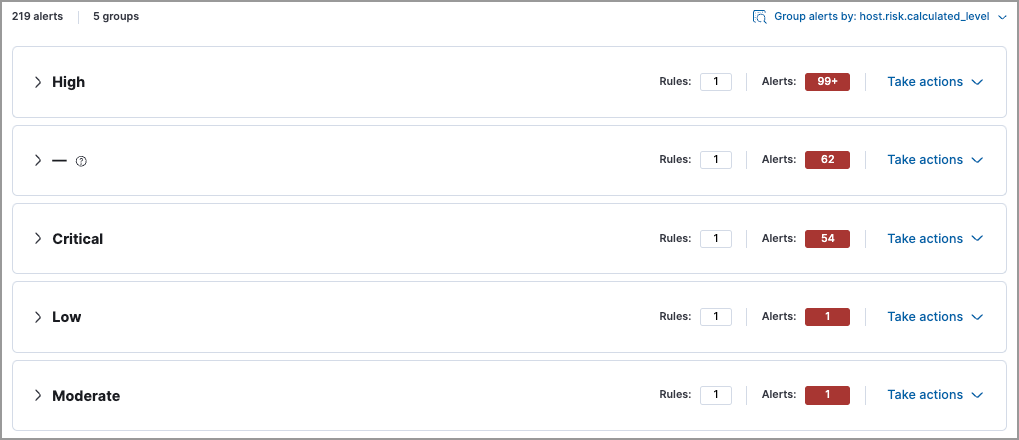 219 alerts 5 groups Group alerts by: host.risk.calculated_level
High Rules: 1 Alerts: 99+ Take actions
— Rules: 1 Alerts: 62 Take actions
Critical Rules: 1 Alerts: 54 Take actions
Low Rules: 1 Alerts: 1 Take actions
Moderate Rules: 1 Alerts: 1 Take actions